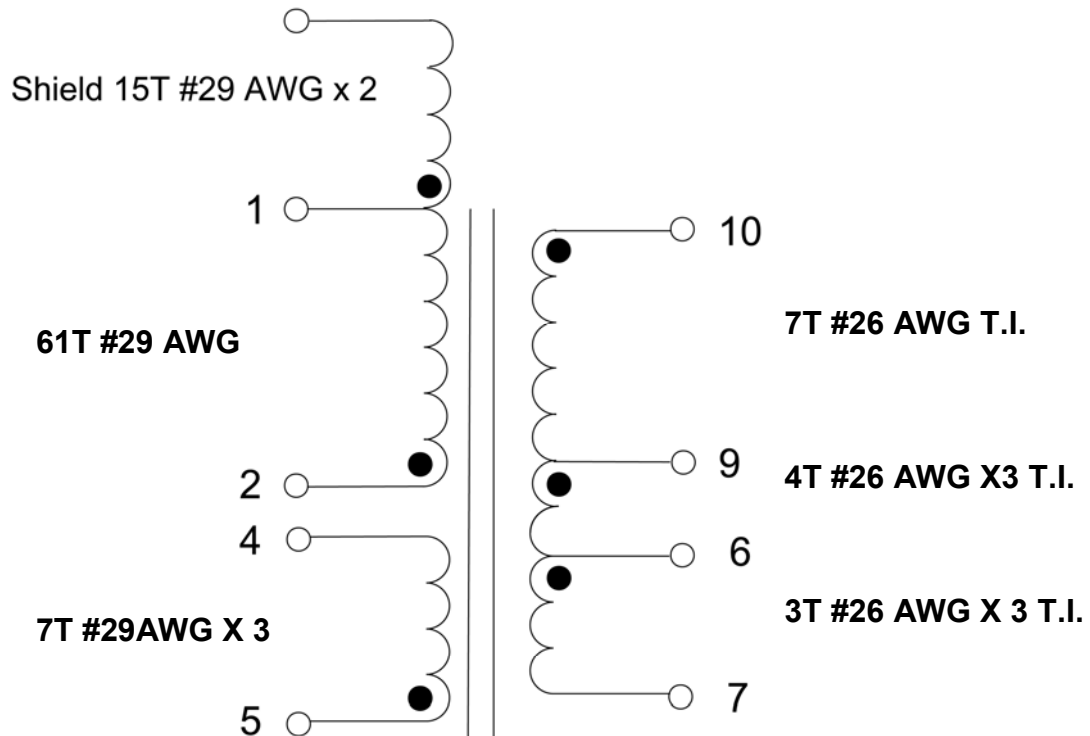 Shield 15T #29 AWG x 2
1
10
61T #29 AWG
7T #26 AWG T.I.
2
9
4T #26 AWG X3 T.I.
4
6
7T #29AWG X 3
3T #26 AWG X 3 T.I.
5
7